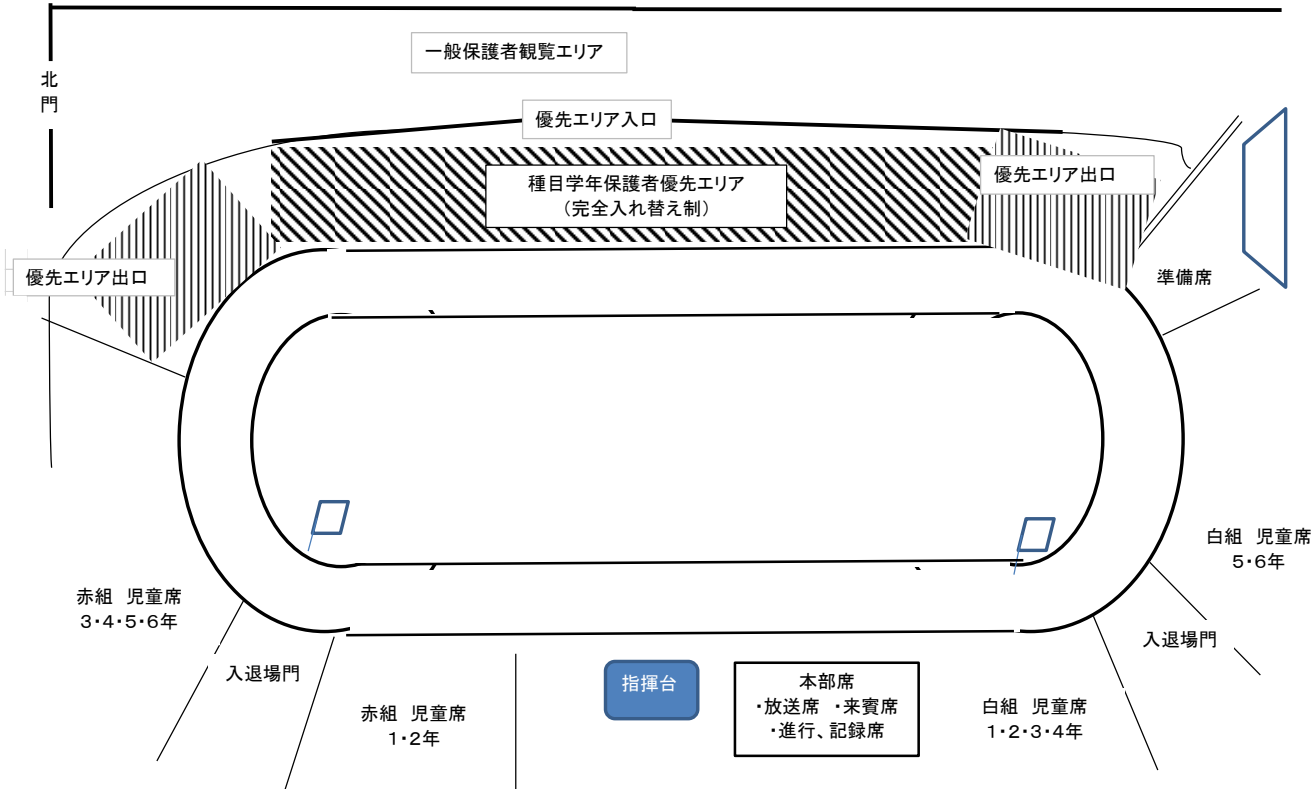 一般保護者観覧エリア
北
門
優先エリア入口
種目学年保護者優先エリア
（完全入れ替え制）
優先エリア出口
優先エリア出口
準備席
白組　児童席
５・６年
赤組　児童席
３・４・５・６年
入退場門
入退場門
指揮台
本部席
・放送席　・来賓席
・進行、記録席
赤組　児童席
１・２年
白組　児童席
１・２・３・４年